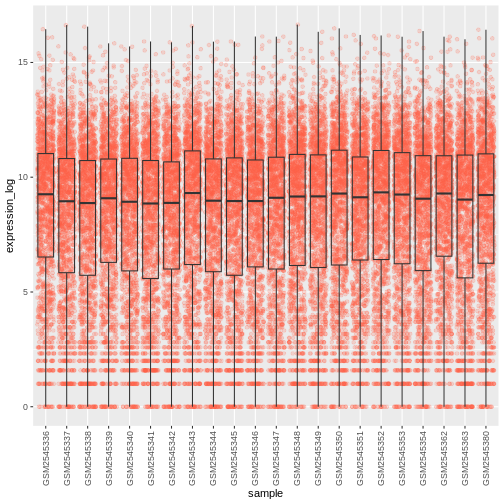 15
10
5
0
expression_log
GSM2545336
GSM2545337
GSM2545338
GSM2545339
GSM2545340
GSM2545341
GSM2545342
GSM2545343
GSM2545344
GSM2545345
GSM2545346
GSM2545347
GSM2545348
GSM2545349
GSM2545350
GSM2545351
GSM2545352
GSM2545353
GSM2545354
GSM2545362
GSM2545363
GSM2545380
sample